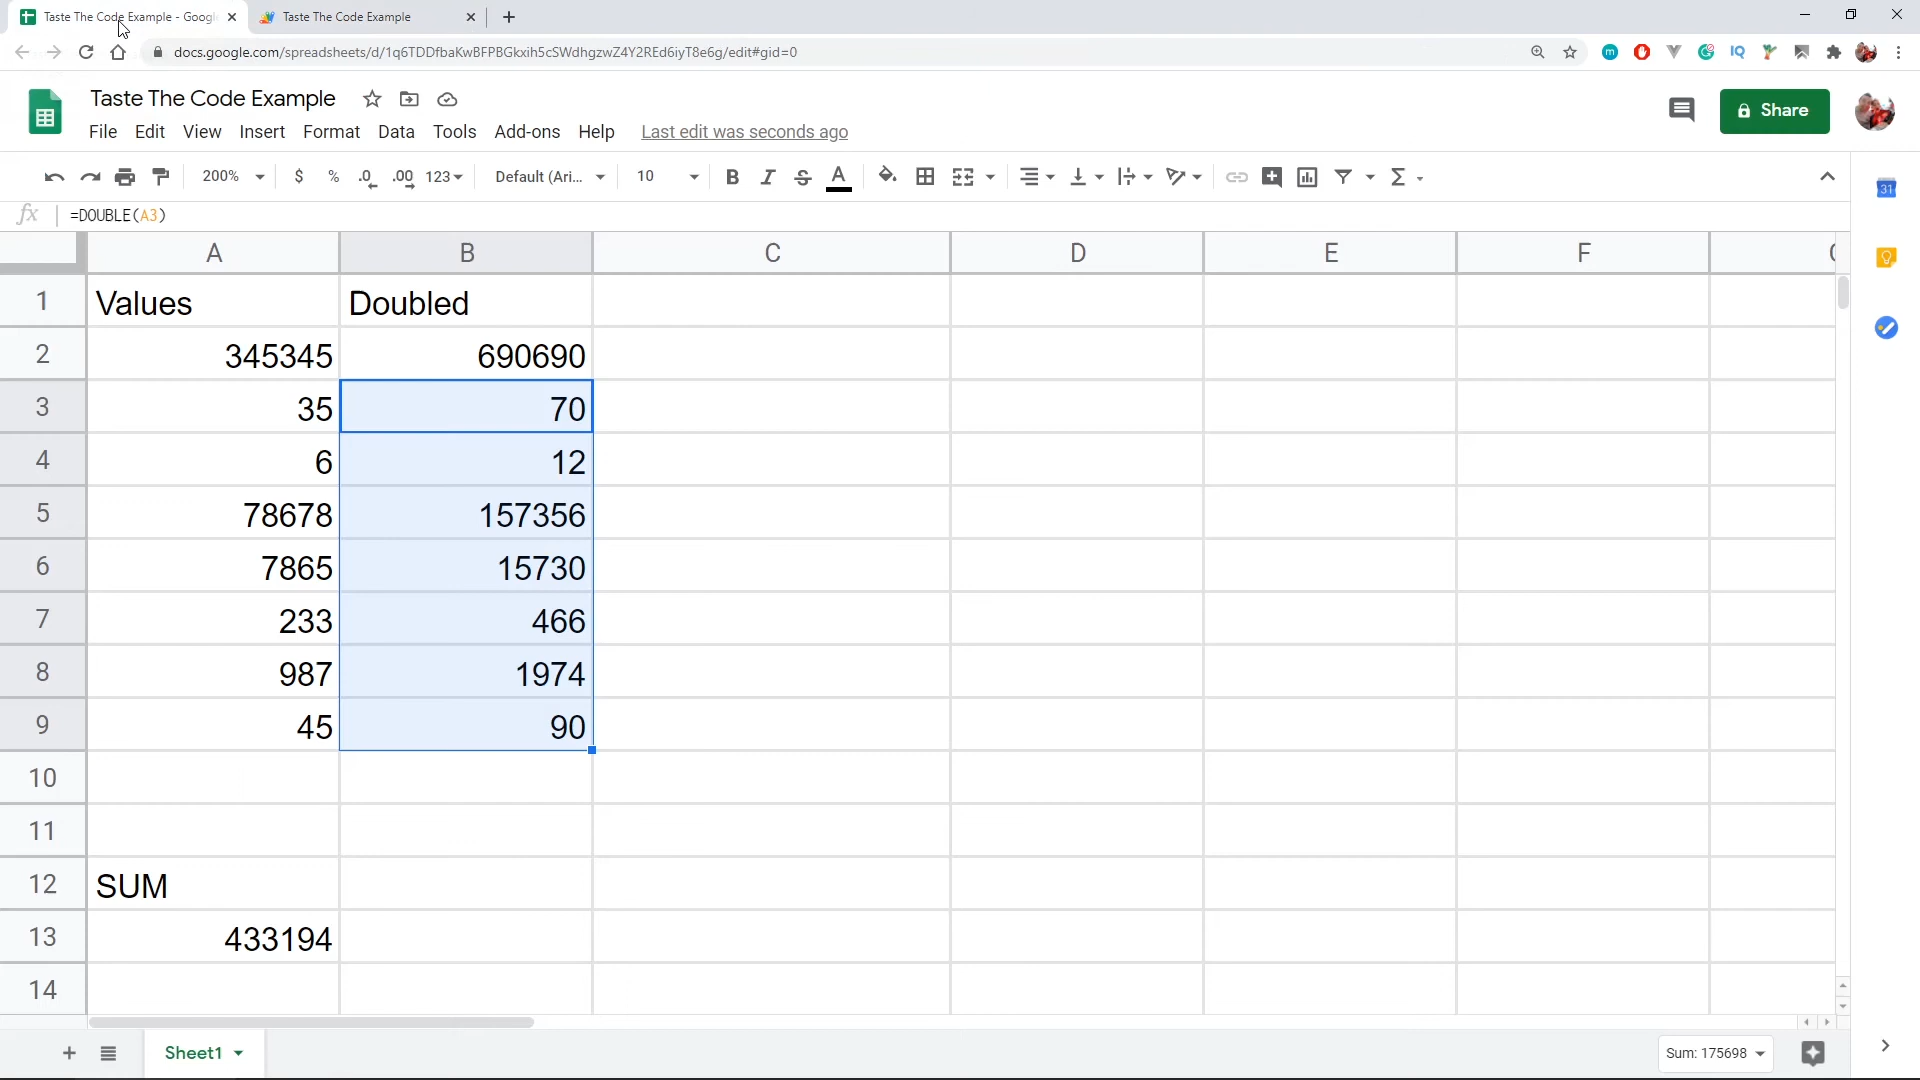 Taste The Code Example - Googl
Taste The Code Example
docs.google.com/spreadsheets/d/1q6TDDfbaKwBFPBGkxih5cSWdhgzwZ4Y2REd6iyT8e6g/edit#gid=0
Taste The Code Example
File Edit View Insert Format Data Tools Add-ons Help Last edit was seconds ago
Share
200% $ % .0 .00 123 Default (Ari... 10 B I S A Σ
fx =DOUBLE(A3)
A B C D E F
1 Values Doubled
2 345345 690690
3 35 70
4 6 12
5 78678 157356
6 7865 15730
7 233 466
8 987 1974
9 45 90
10
11
12 SUM
13 433194
14
Sheet1
Sum: 175698
31
m
IQ